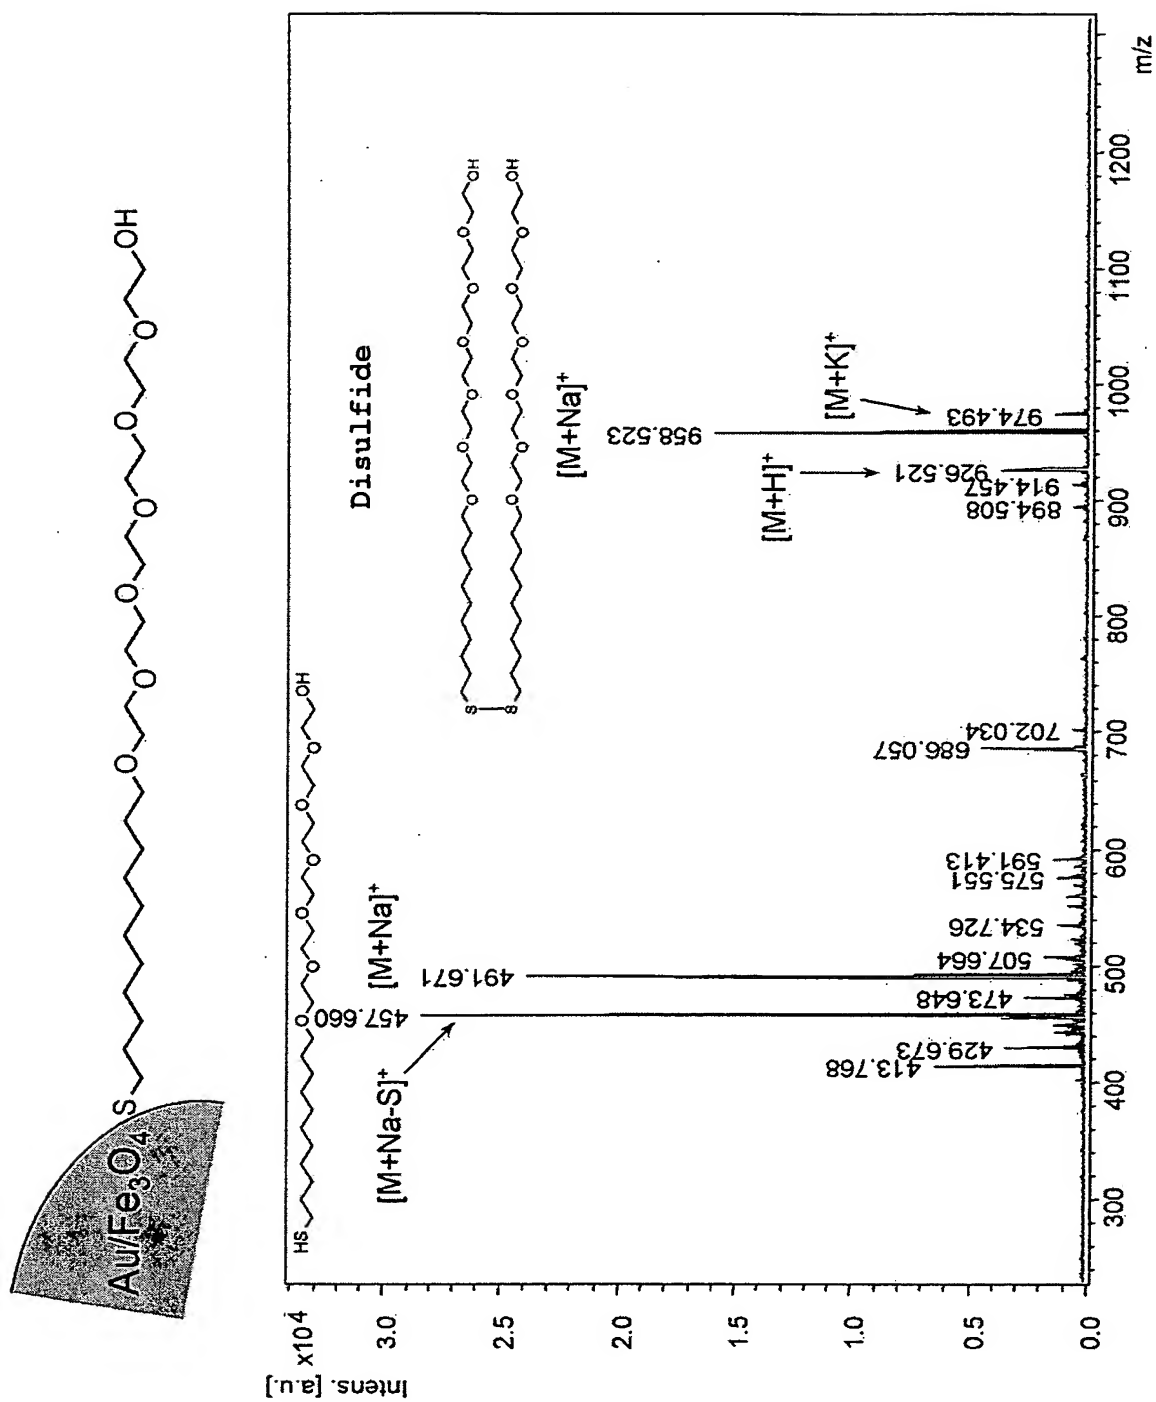 Au/Fe3O4
S
O
O
O
O
O
O
OH
Intens. [a.u.]
x10^4
3.0
2.5
2.0
1.5
1.0
0.5
0.0
HS
O
O
O
O
O
O
OH
[M+Na-S]+
457.660
[M+Na]+
491.671
413.768
429.673
473.648
507.664
534.726
575.551
591.413
686.057
702.034
Disulfide
S
O
O
O
O
O
O
OH
S
O
O
O
O
O
O
OH
[M+Na]+
958.523
[M+H]+
926.521
914.457
894.508
[M+K]+
974.493
300
400
500
600
700
800
900
1000
1100
1200
m/z